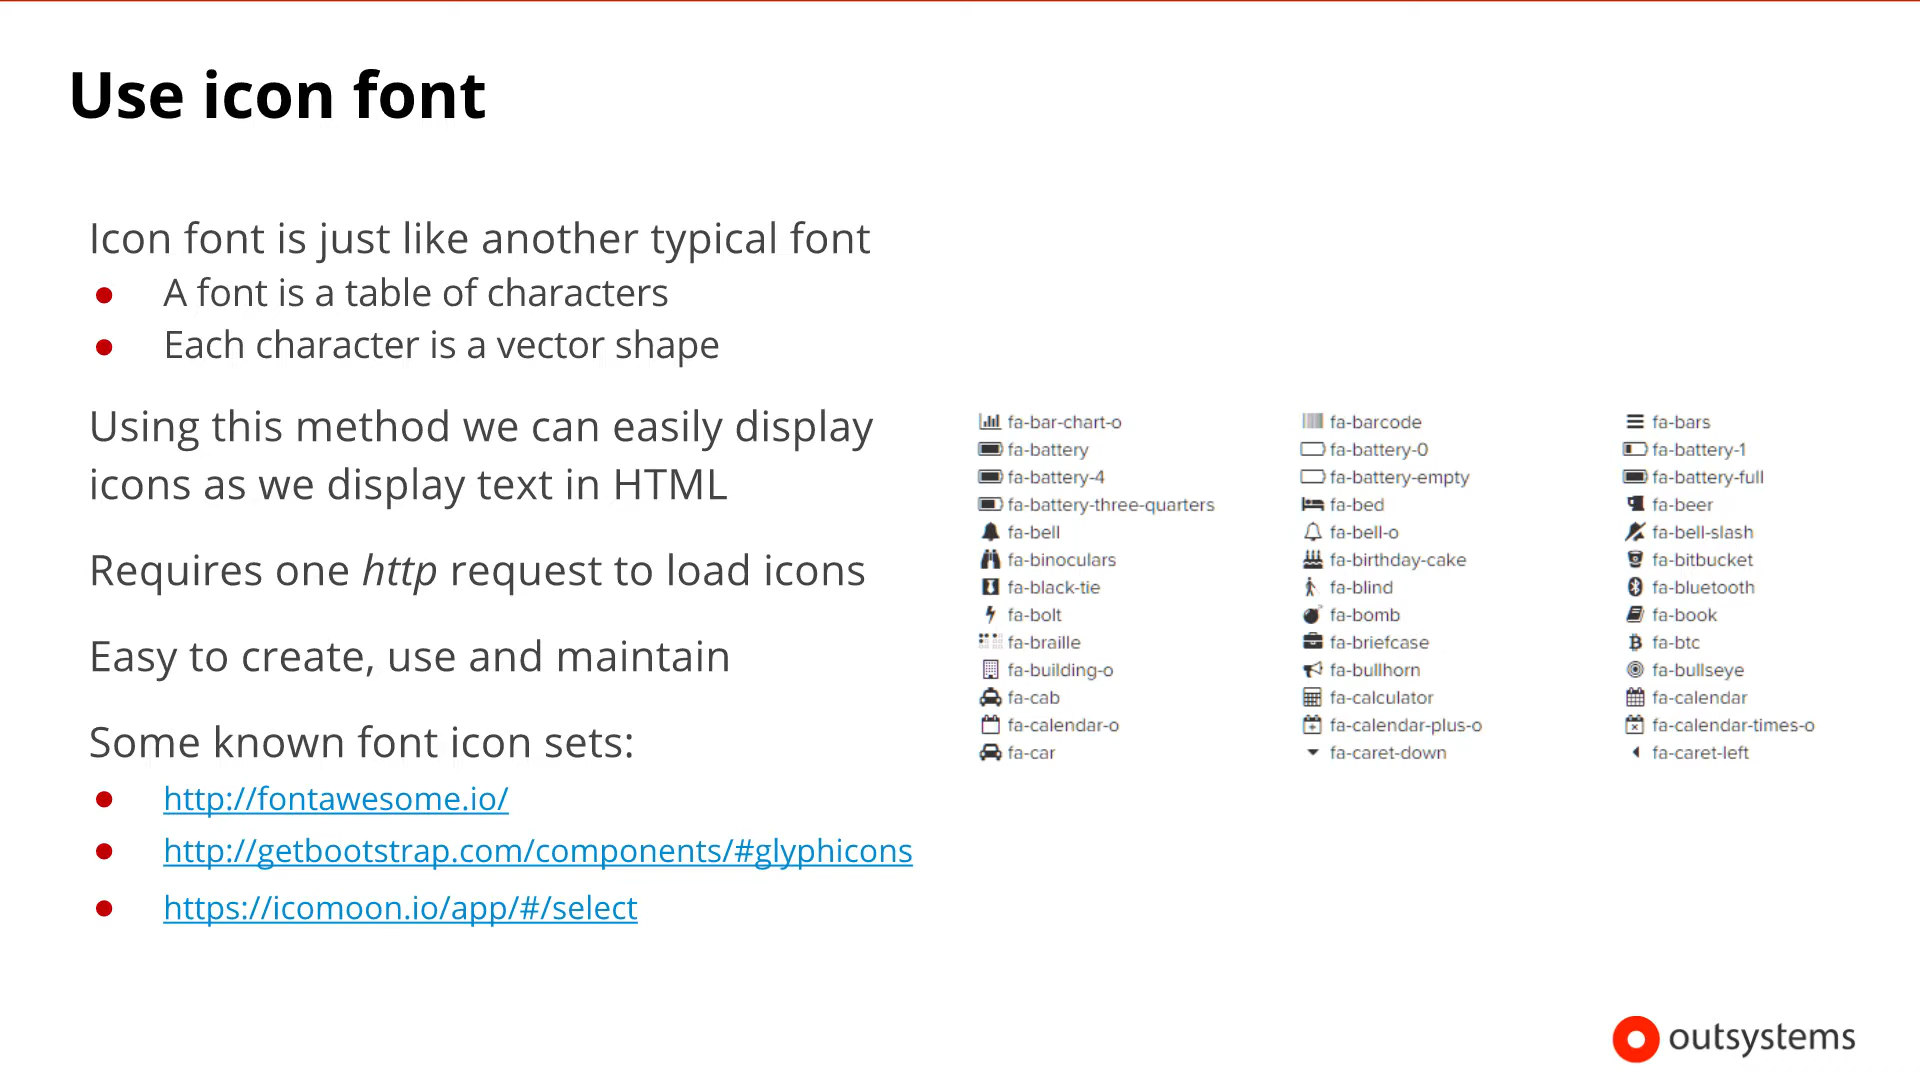 Use icon font
Icon font is just like another typical font
● A font is a table of characters
● Each character is a vector shape
Using this method we can easily display
icons as we display text in HTML
Requires one http request to load icons
Easy to create, use and maintain
Some known font icon sets:
● http://fontawesome.io/
● http://getbootstrap.com/components/#glyphicons
● https://icomoon.io/app/#/select
fa-bar-chart-o fa-barcode fa-bars
fa-battery fa-battery-0 fa-battery-1
fa-battery-4 fa-battery-empty fa-battery-full
fa-battery-three-quarters fa-bed fa-beer
fa-bell fa-bell-o fa-bell-slash
fa-binoculars fa-birthday-cake fa-bitbucket
fa-black-tie fa-blind fa-bluetooth
fa-bolt fa-bomb fa-book
fa-braille fa-briefcase fa-btc
fa-building-o fa-bullhorn fa-bullseye
fa-cab fa-calculator fa-calendar
fa-calendar-o fa-calendar-plus-o fa-calendar-times-o
fa-car fa-caret-down fa-caret-left
outsystems